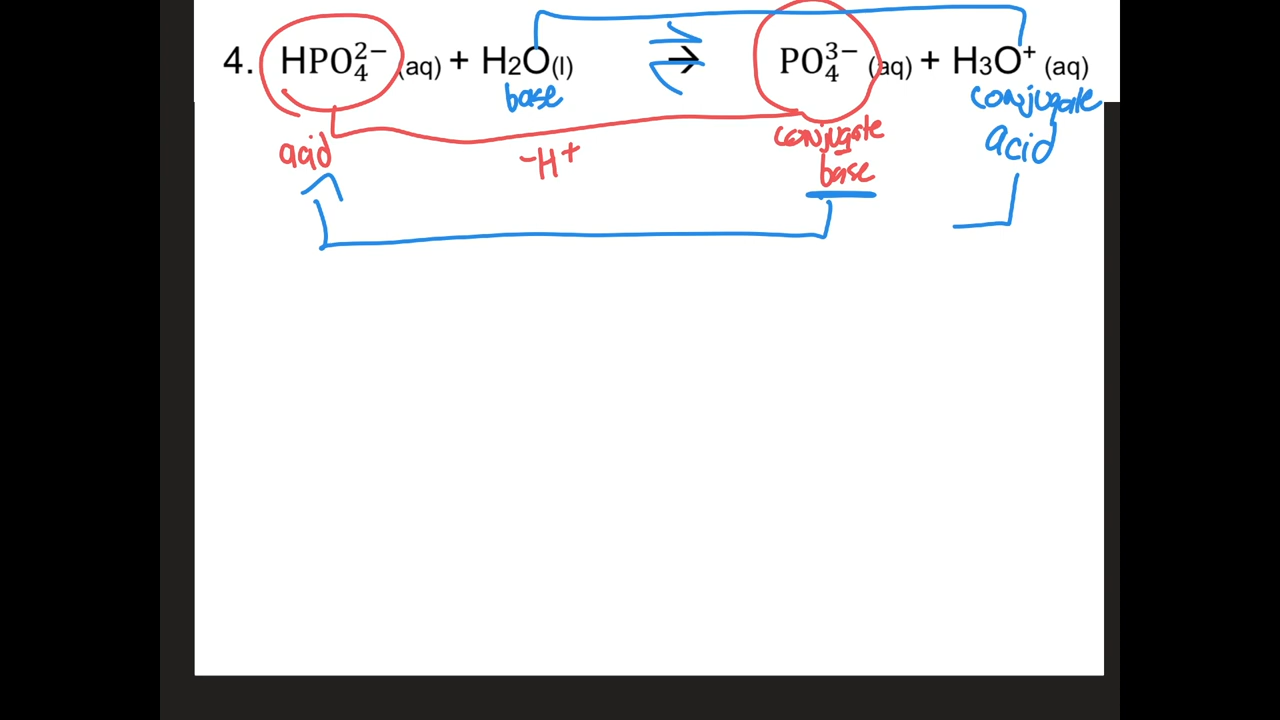 4. HPO₄²⁻ (aq) + H2O(l) → PO₄³⁻ (aq) + H3O⁺ (aq)
base conjugate
acid -H⁺ conjugate acid
base